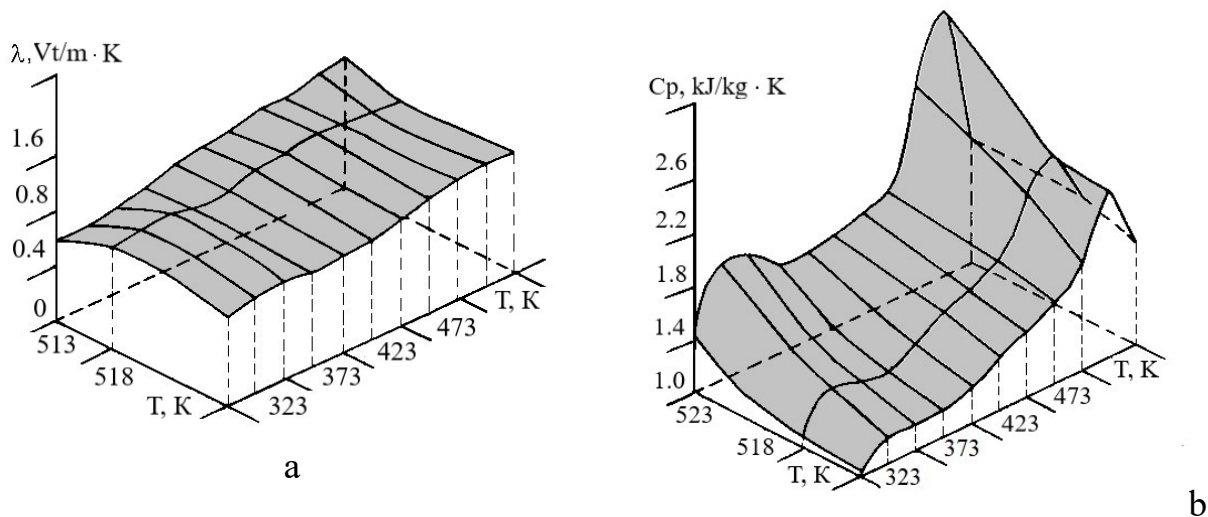 λ,Vt/m · K
1.6
0.8
0.4
0
513
518
T, K
323
373
423
473
T, K
a
Cp, kJ/kg · K
2.6
2.2
1.8
1.4
1.0
523
518
T, K
323
373
423
473
T, K
b